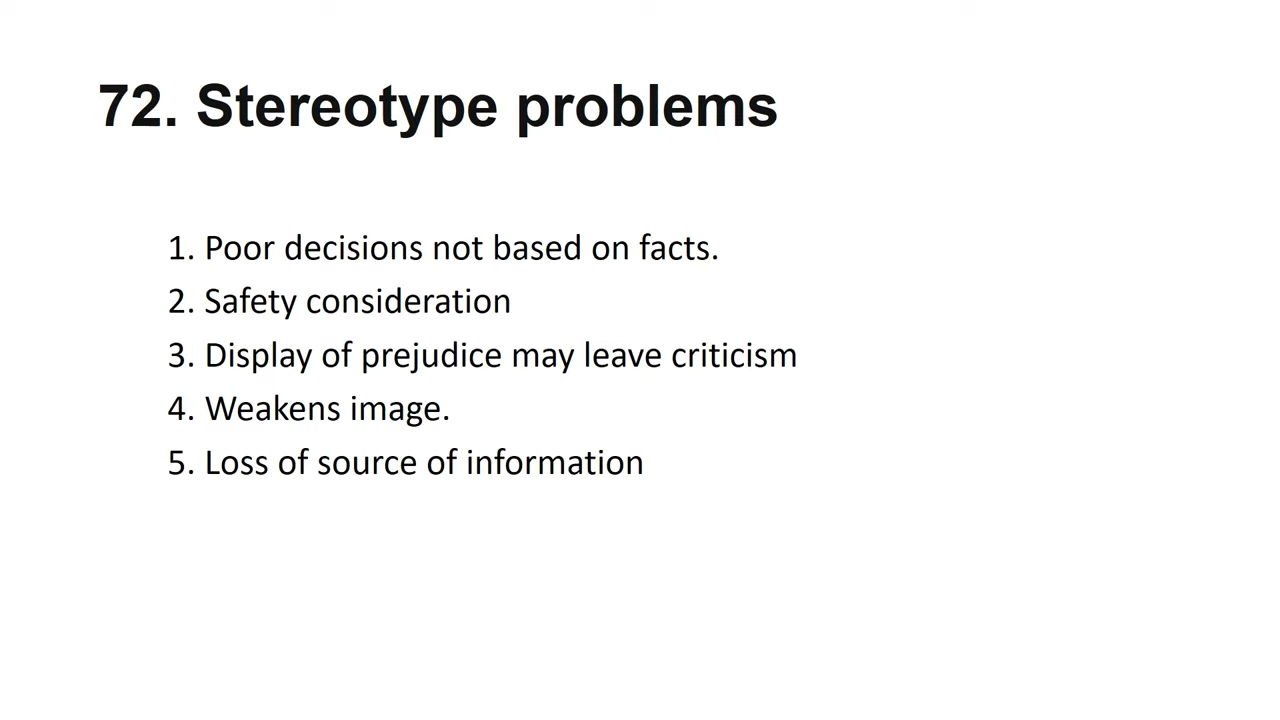 72. Stereotype problems
1. Poor decisions not based on facts.
2. Safety consideration
3. Display of prejudice may leave criticism
4. Weakens image.
5. Loss of source of information